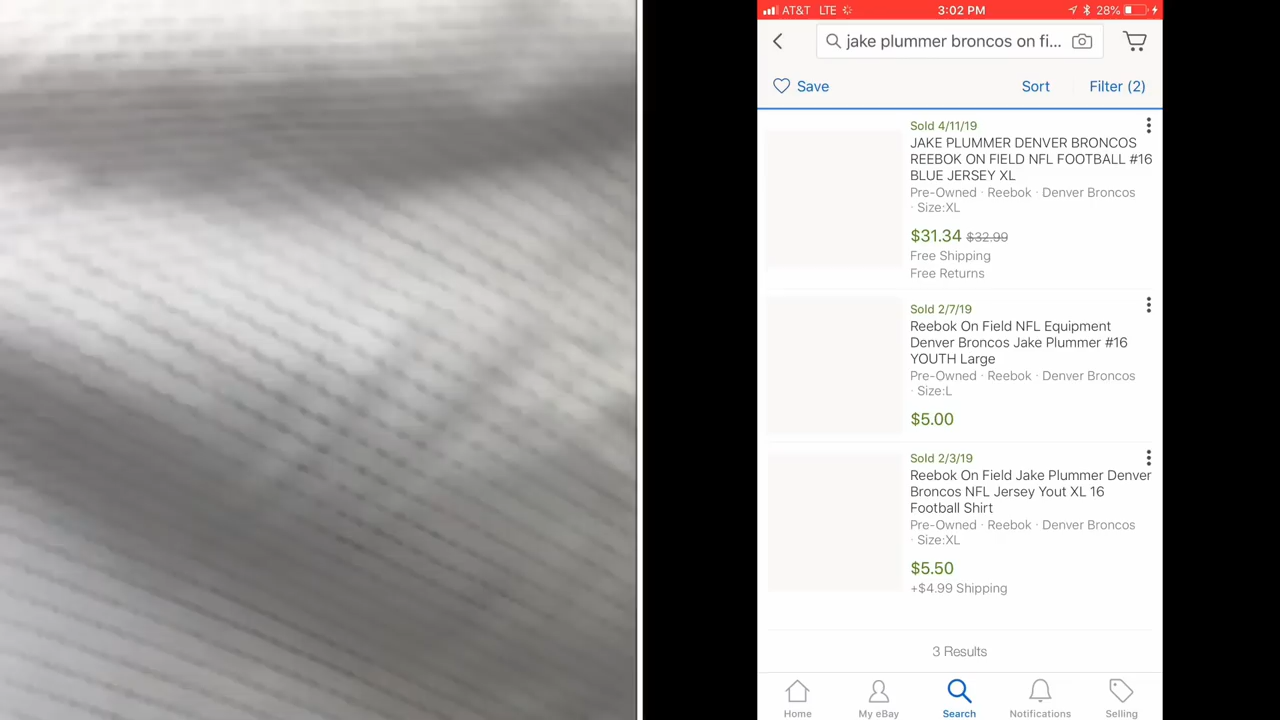 AT&T LTE 3:02 PM 28%
jake plummer broncos on fi...
Save Sort Filter (2)
Sold 4/11/19
JAKE PLUMMER DENVER BRONCOS
REEBOK ON FIELD NFL FOOTBALL #16
BLUE JERSEY XL
Pre-Owned · Reebok · Denver Broncos
· Size:XL
$31.34 $32.99
Free Shipping
Free Returns
Sold 2/7/19
Reebok On Field NFL Equipment
Denver Broncos Jake Plummer #16
YOUTH Large
Pre-Owned · Reebok · Denver Broncos
· Size:L
$5.00
Sold 2/3/19
Reebok On Field Jake Plummer Denver
Broncos NFL Jersey Yout XL 16
Football Shirt
Pre-Owned · Reebok · Denver Broncos
· Size:XL
$5.50
+$4.99 Shipping
3 Results
Home My eBay Search Notifications Selling